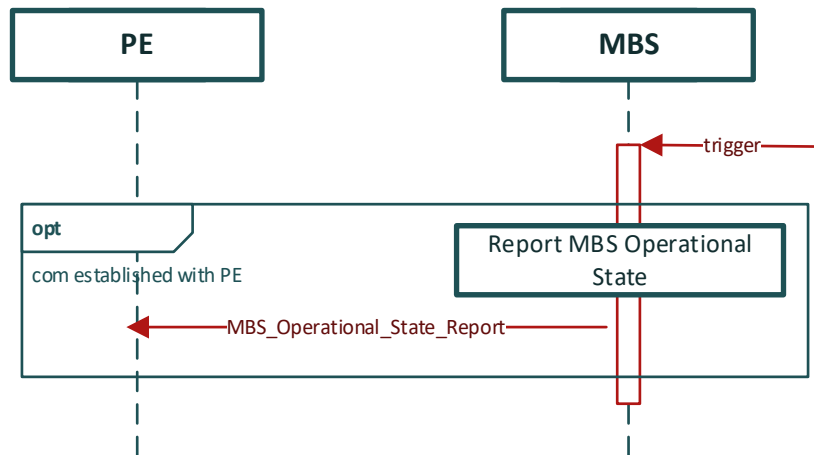 PE
MBS
trigger
opt
Report MBS Operational
State
com established with PE
MBS_Operational_State_Report